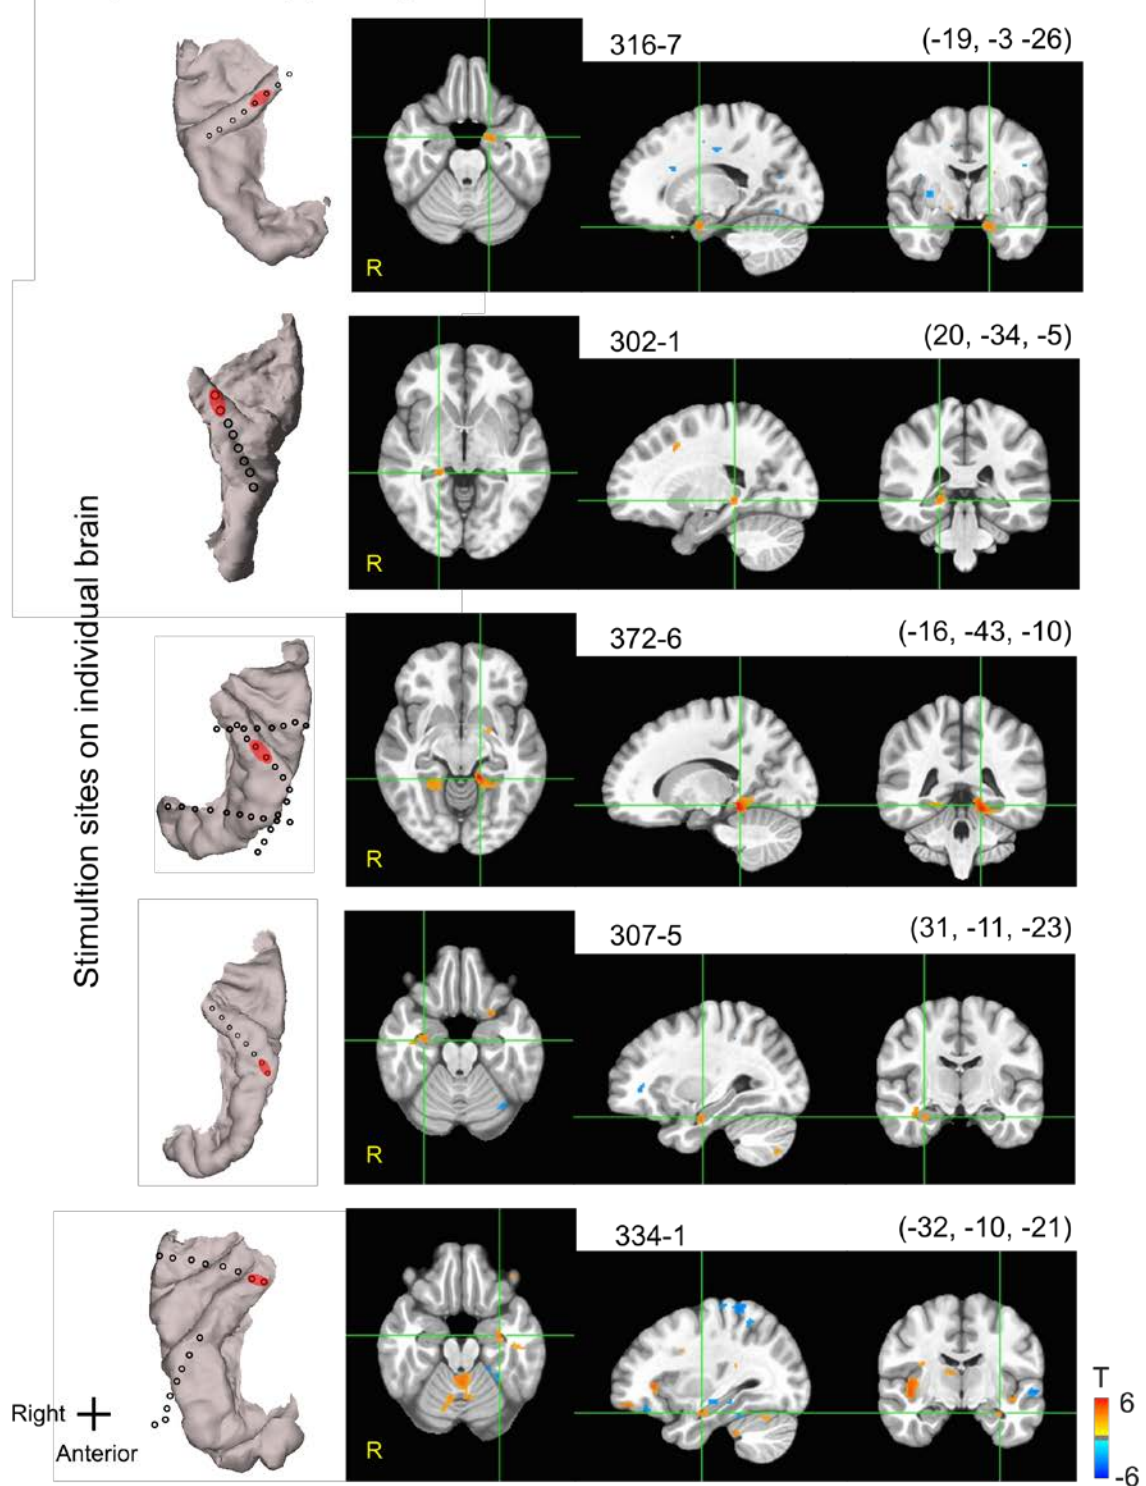 316-7 (-19, -3 -26)
R
302-1 (20, -34, -5)
R
Stimultion sites on individual brain
372-6 (-16, -43, -10)
R
307-5 (31, -11, -23)
R
334-1 (-32, -10, -21)
R
Right
Anterior
T
6
-6